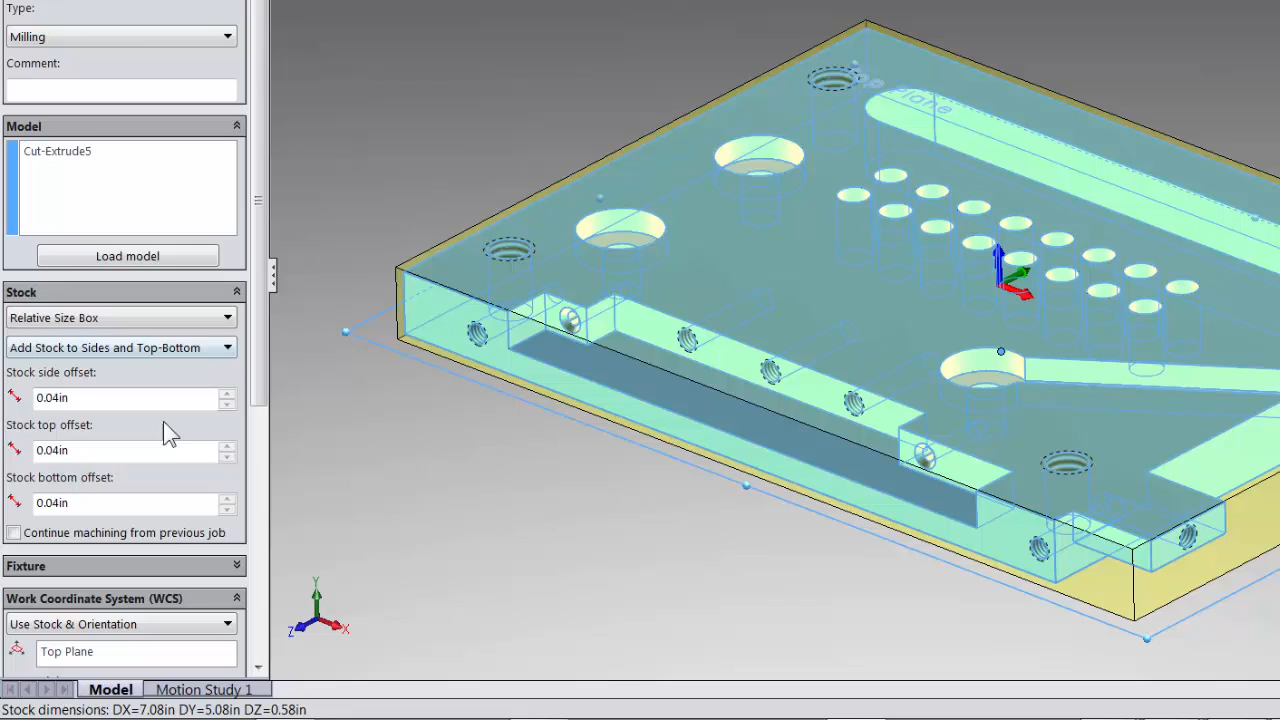 Type:
Milling
Comment:
Model
Cut-Extrude5
Load model
Stock
Relative Size Box
Add Stock to Sides and Top-Bottom
Stock side offset:
0.04in
Stock top offset:
0.04in
Stock bottom offset:
0.04in
Continue machining from previous job
Fixture
Work Coordinate System (WCS)
Use Stock & Orientation
Top Plane
Top Plane
Y
Z
X
Model
Motion Study 1
Stock dimensions: DX=7.08in DY=5.08in DZ=0.58in